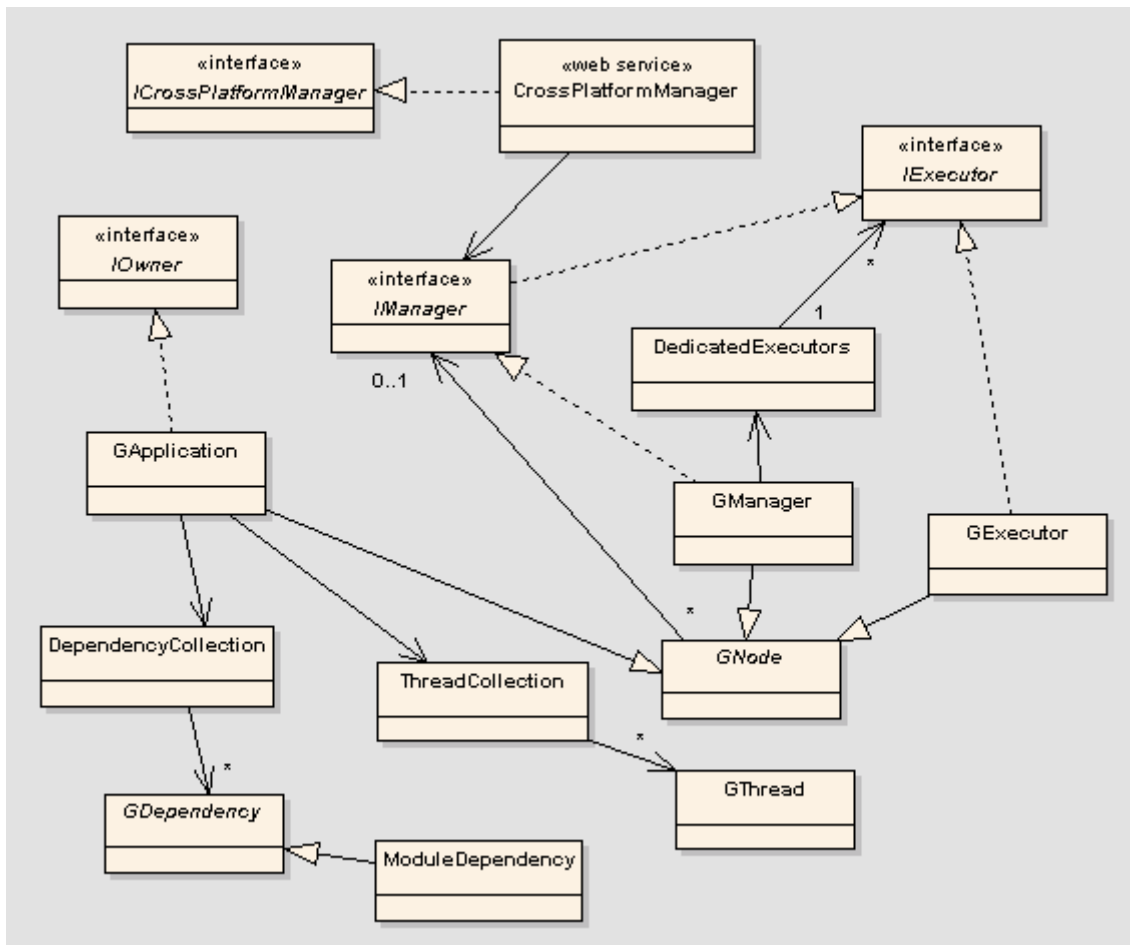 «interface»
ICrossPlatformManager
«web service»
CrossPlatformManager
«interface»
IExecutor
«interface»
IOwner
«interface»
IManager
*
1
DedicatedExecutors
0..1
GApplication
GManager
GExecutor
*
DependencyCollection
GNode
ThreadCollection
*
*
GThread
GDependency
ModuleDependency